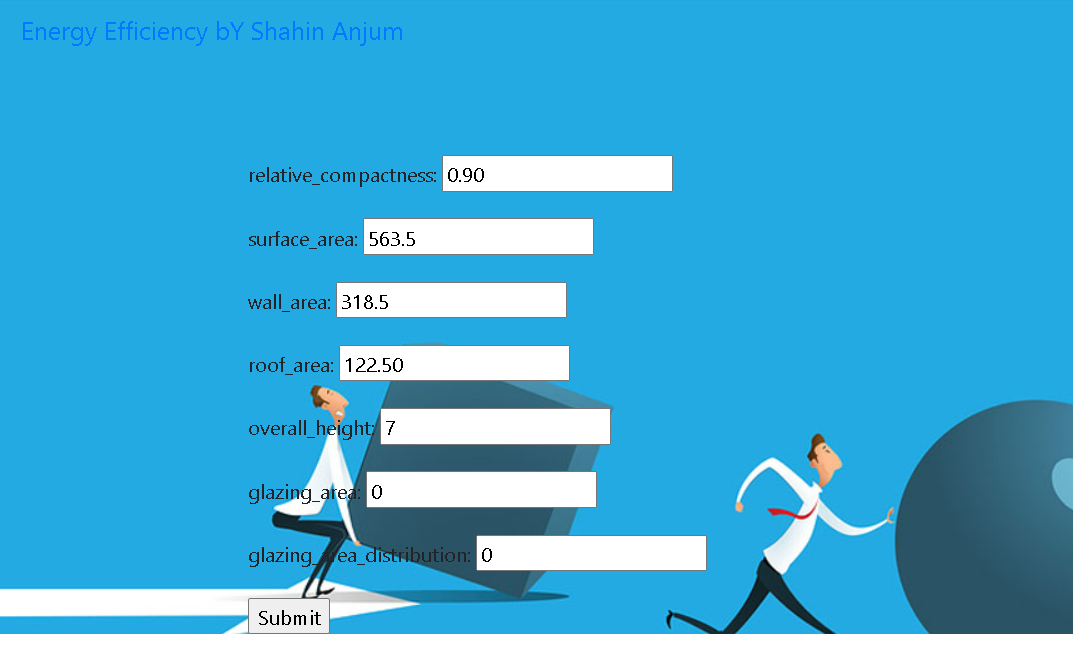 Energy Efficiency bY Shahin Anjum
relative_compactness: 0.90
surface_area: 563.5
wall_area: 318.5
roof_area: 122.50
overall_height: 7
glazing_area: 0
glazing_area_distribution: 0
Submit